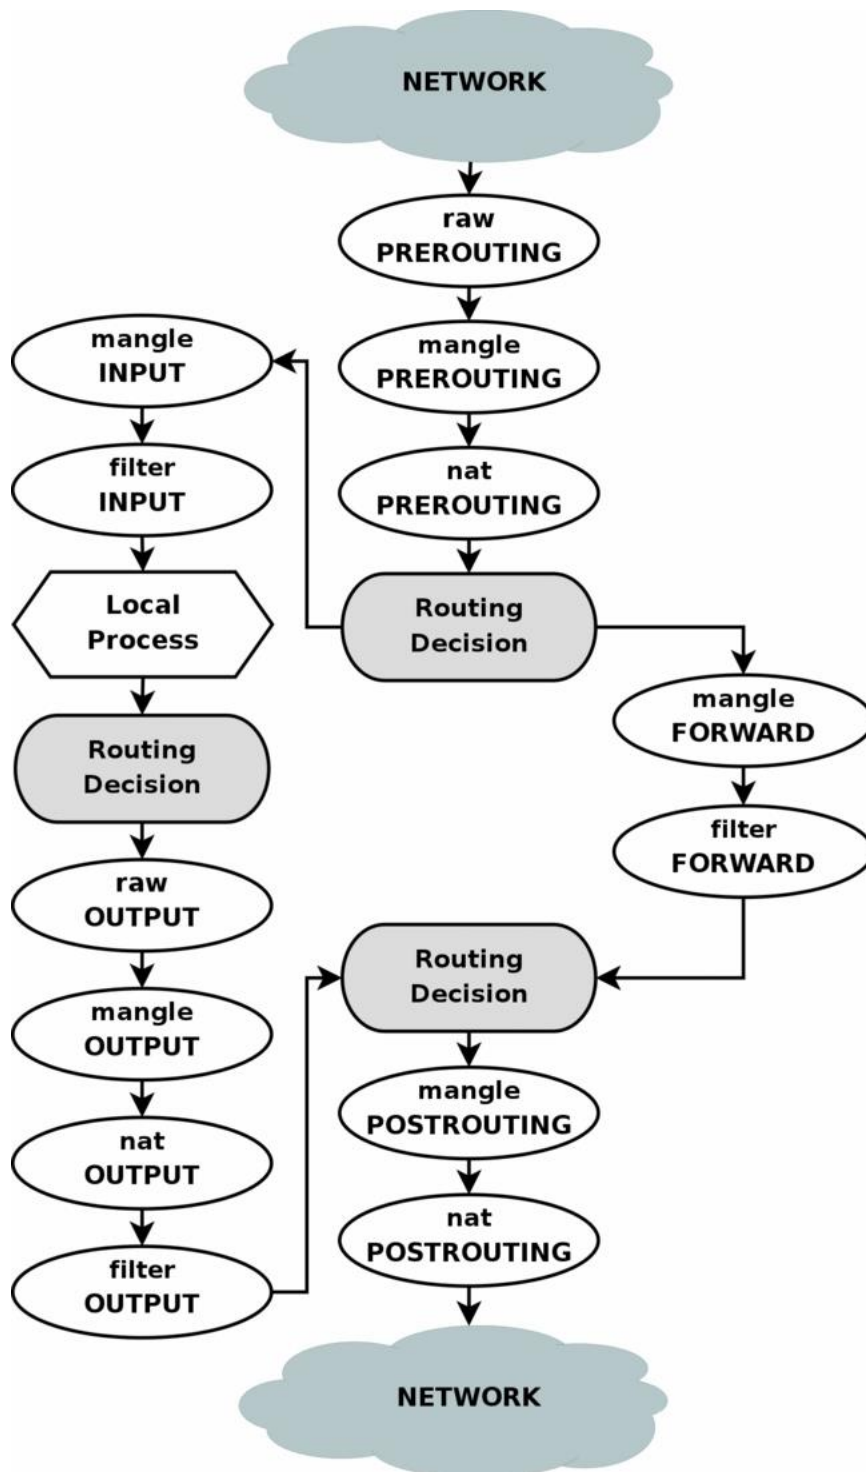 NETWORK
raw
PREROUTING
mangle
PREROUTING
nat
PREROUTING
Routing
Decision
mangle
INPUT
filter
INPUT
Local
Process
Routing
Decision
raw
OUTPUT
mangle
OUTPUT
nat
OUTPUT
filter
OUTPUT
mangle
FORWARD
filter
FORWARD
Routing
Decision
mangle
POSTROUTING
nat
POSTROUTING
NETWORK